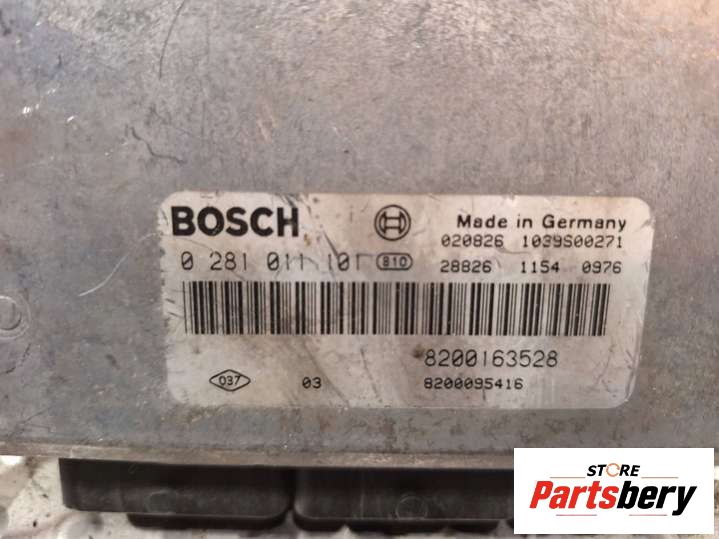 BOSCH
Made in Germany
020826 1039S00271
0 281 011 101 810
28826 1154 0976
8200163528
037 03 8200095416
STORE
Partsbery